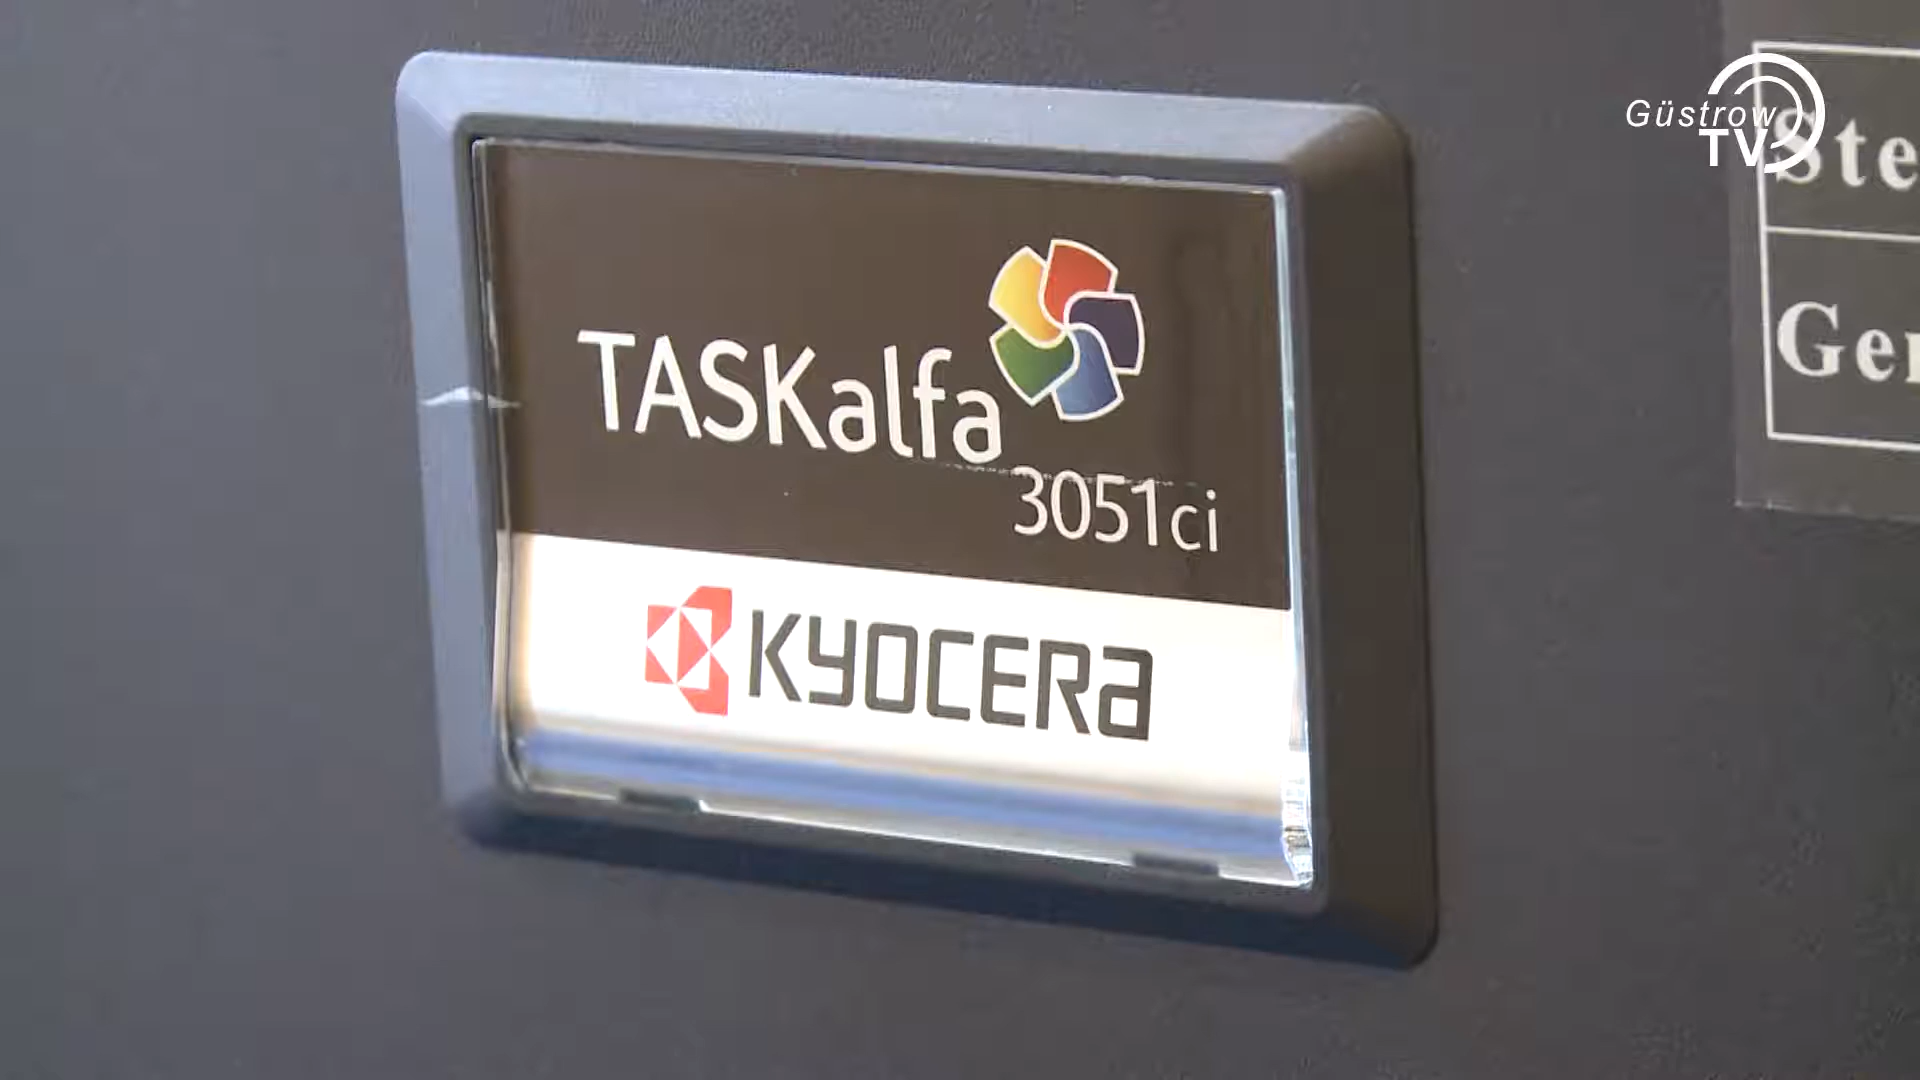 Güstrow
TV
TASKalfa
3051ci
KYOCERA